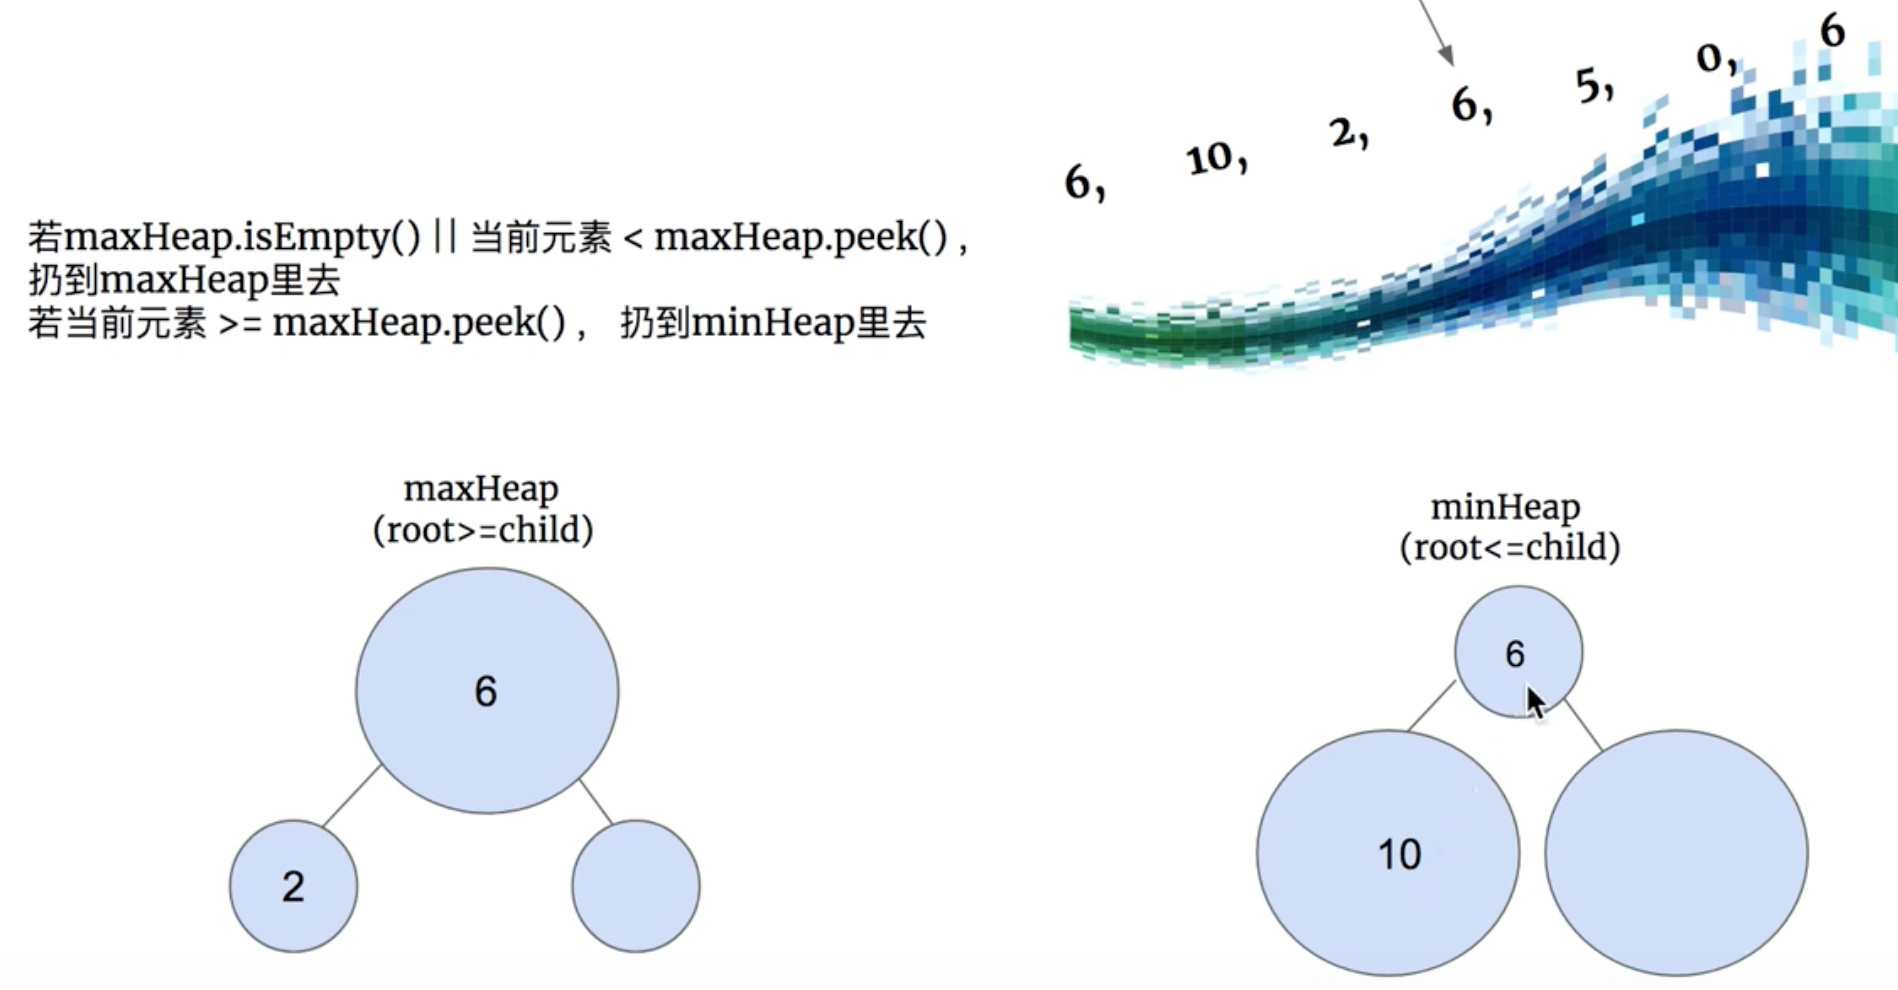 6, 10, 2, 6, 5, 0, 6
若maxHeap.isEmpty() || 当前元素 < maxHeap.peek() ,
扔到maxHeap里去
若当前元素 >= maxHeap.peek() , 扔到minHeap里去
maxHeap
(root>=child)
6
2
minHeap
(root<=child)
6
10